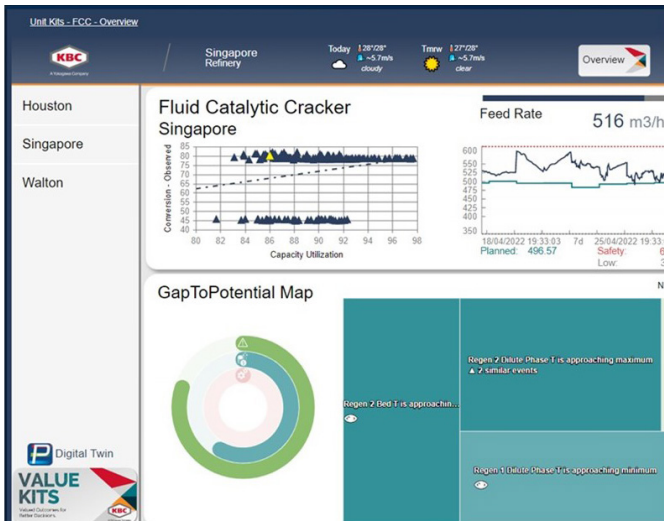 Unit Kits - FCC - Overview
KBC
A Yokogawa Company
Singapore
Refinery
Today
28°/28°
~5.7m/s
cloudy
Tmrw
27°/28°
~5.7m/s
clear
Overview
Houston
Singapore
Walton
Fluid Catalytic Cracker
Singapore
Conversion - Observed
85
80
75
70
65
60
55
50
45
40
80 82 84 86 88 90 92 94 96 98
Capacity Utilization
Feed Rate
516 m3/h
600
550
525
500
475
450
425
400
350
18/04/2022 19:33:03 7d 25/04/2022 19:33:
Planned: 496.57 Safety: 6
Low: 3
GapToPotential Map
N
Regen 2 Bed T is approachin...
Regen 2 Dilute Phase T is approaching maximum
▲ 2 similar events
Regen 1 Dilute Phase T is approaching minimum
Digital Twin
VALUE
KITS
Valued Outcomes for
Better Decisions.
KBC